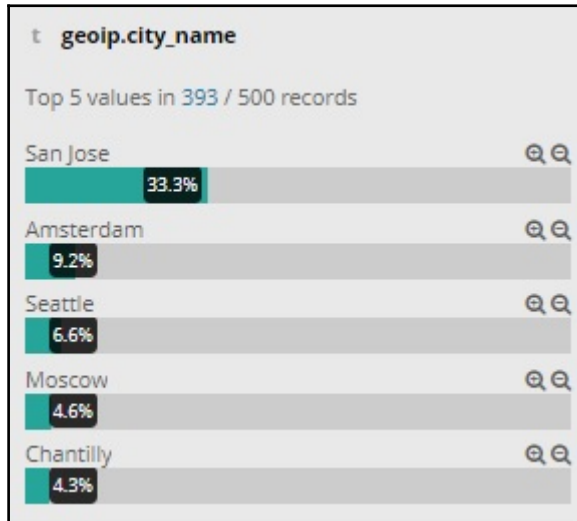 t geoip.city_name
Top 5 values in 393 / 500 records
San Jose
33.3%
Amsterdam
9.2%
Seattle
6.6%
Moscow
4.6%
Chantilly
4.3%